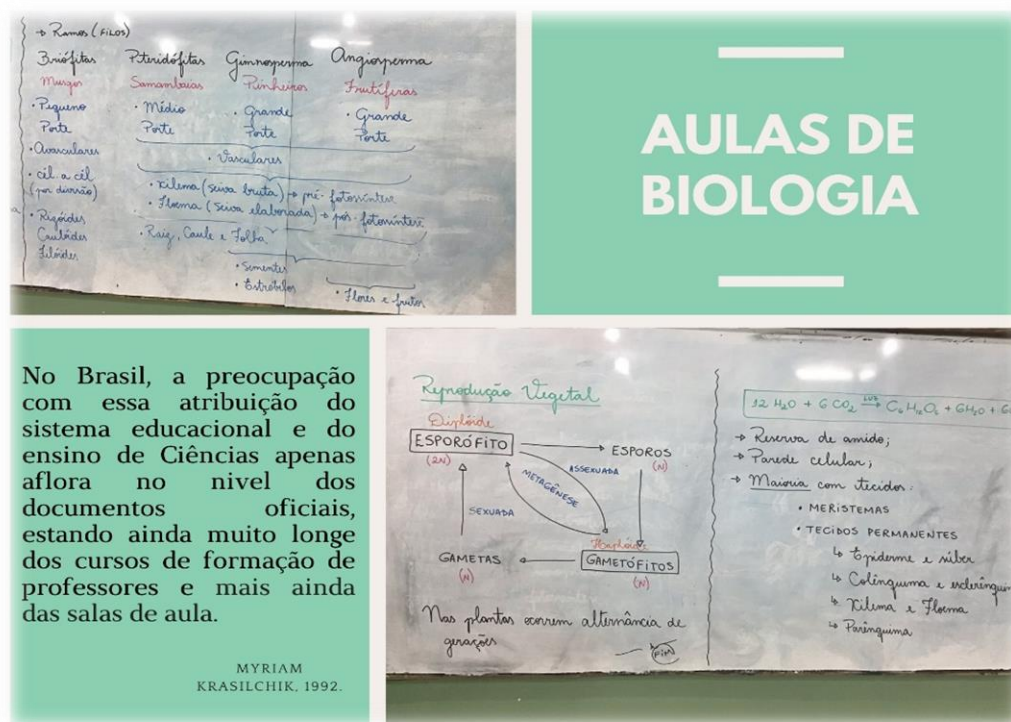 → Ramos (FILOS)
Briófitas Pteridófitas Gimnosperma Angiosperma
Musgos Samambaias Pinheiros Frutíferas
• Pequeno Porte • Médio Porte • Grande Porte • Grande Porte
• Avasculares • Vasculares
• cél. a cél • Xilema (seiva bruta) → pré-fotossíntese
(por divisão) • Floema (seiva elaborada) → pós-fotossíntese
• Rizóides • Raiz, Caule e Folha
Caulóides • Sementes
Filóides • Estróbilos • Flores e frutos
AULAS DE
BIOLOGIA
No Brasil, a preocupação
com essa atribuição do
sistema educacional e do
ensino de Ciências apenas
aflora no nivel dos
documentos oficiais,
estando ainda muito longe
dos cursos de formação de
professores e mais ainda
das salas de aula.
MYRIAM
KRASILCHIK, 1992.
Reprodução Vegetal
Diplóide
ESPORÓFITO ESPOROS
(2N) (N)
ASSEXUADA
METAGÊNESE
SEXUADA
Haplóide
GAMETAS GAMETÓFITOS
(N) (N)
Nas plantas ocorrem alternância de
gerações
12 H₂O + 6 CO₂ LUZ→ C₆H₁₂O₆ + 6H₂O + 6
→ Reserva de amido;
→ Parede celular;
→ Maioria com tecidos.
• MERISTEMAS
• TECIDOS PERMANENTES
↳ Epiderme e súber
↳ Colênquima e esclerênquim
↳ Xilema e Floema
↳ Parênquima